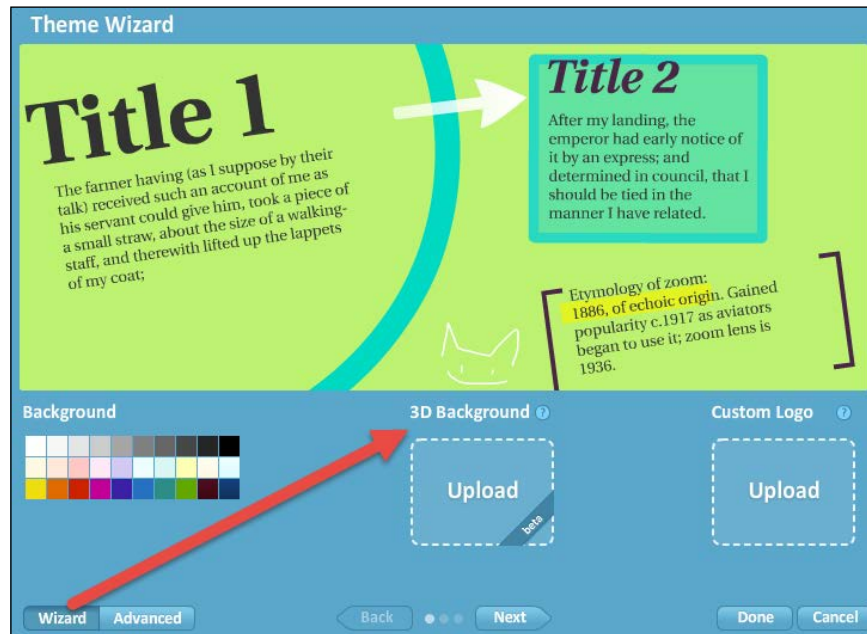 Theme Wizard
Title 1
The farmer having (as I suppose by their
talk) received such an account of me as
his servant could give him, took a piece of
a small straw, about the size of a walking-
staff, and therewith lifted up the lappets
of my coat;
Title 2
After my landing, the
emperor had early notice of
it by an express; and
determined in council, that I
should be tied in the
manner I have related.
Etymology of zoom:
1886, of echoic origin. Gained
popularity c.1917 as aviators
began to use it; zoom lens is
1936.
Background
3D Background ?
Custom Logo ?
Upload
beta
Upload
Wizard Advanced
Back Next
Done Cancel